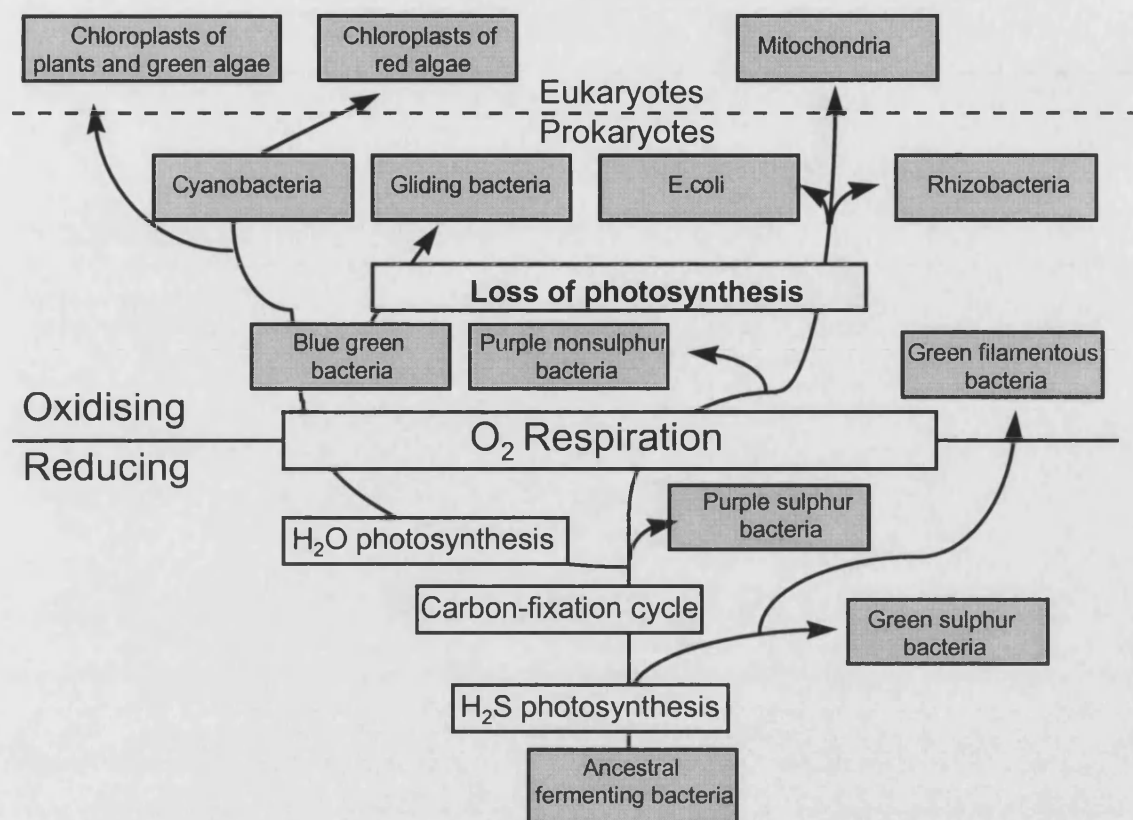 Chloroplasts of
plants and green algae
Chloroplasts of
red algae
Mitochondria
Eukaryotes
Prokaryotes
Cyanobacteria
Gliding bacteria
E.coli
Rhizobacteria
Loss of photosynthesis
Blue green
bacteria
Purple nonsulphur
bacteria
Green filamentous
bacteria
Oxidising
O₂ Respiration
Reducing
Purple sulphur
bacteria
H₂O photosynthesis
Carbon-fixation cycle
Green sulphur
bacteria
H₂S photosynthesis
Ancestral
fermenting bacteria